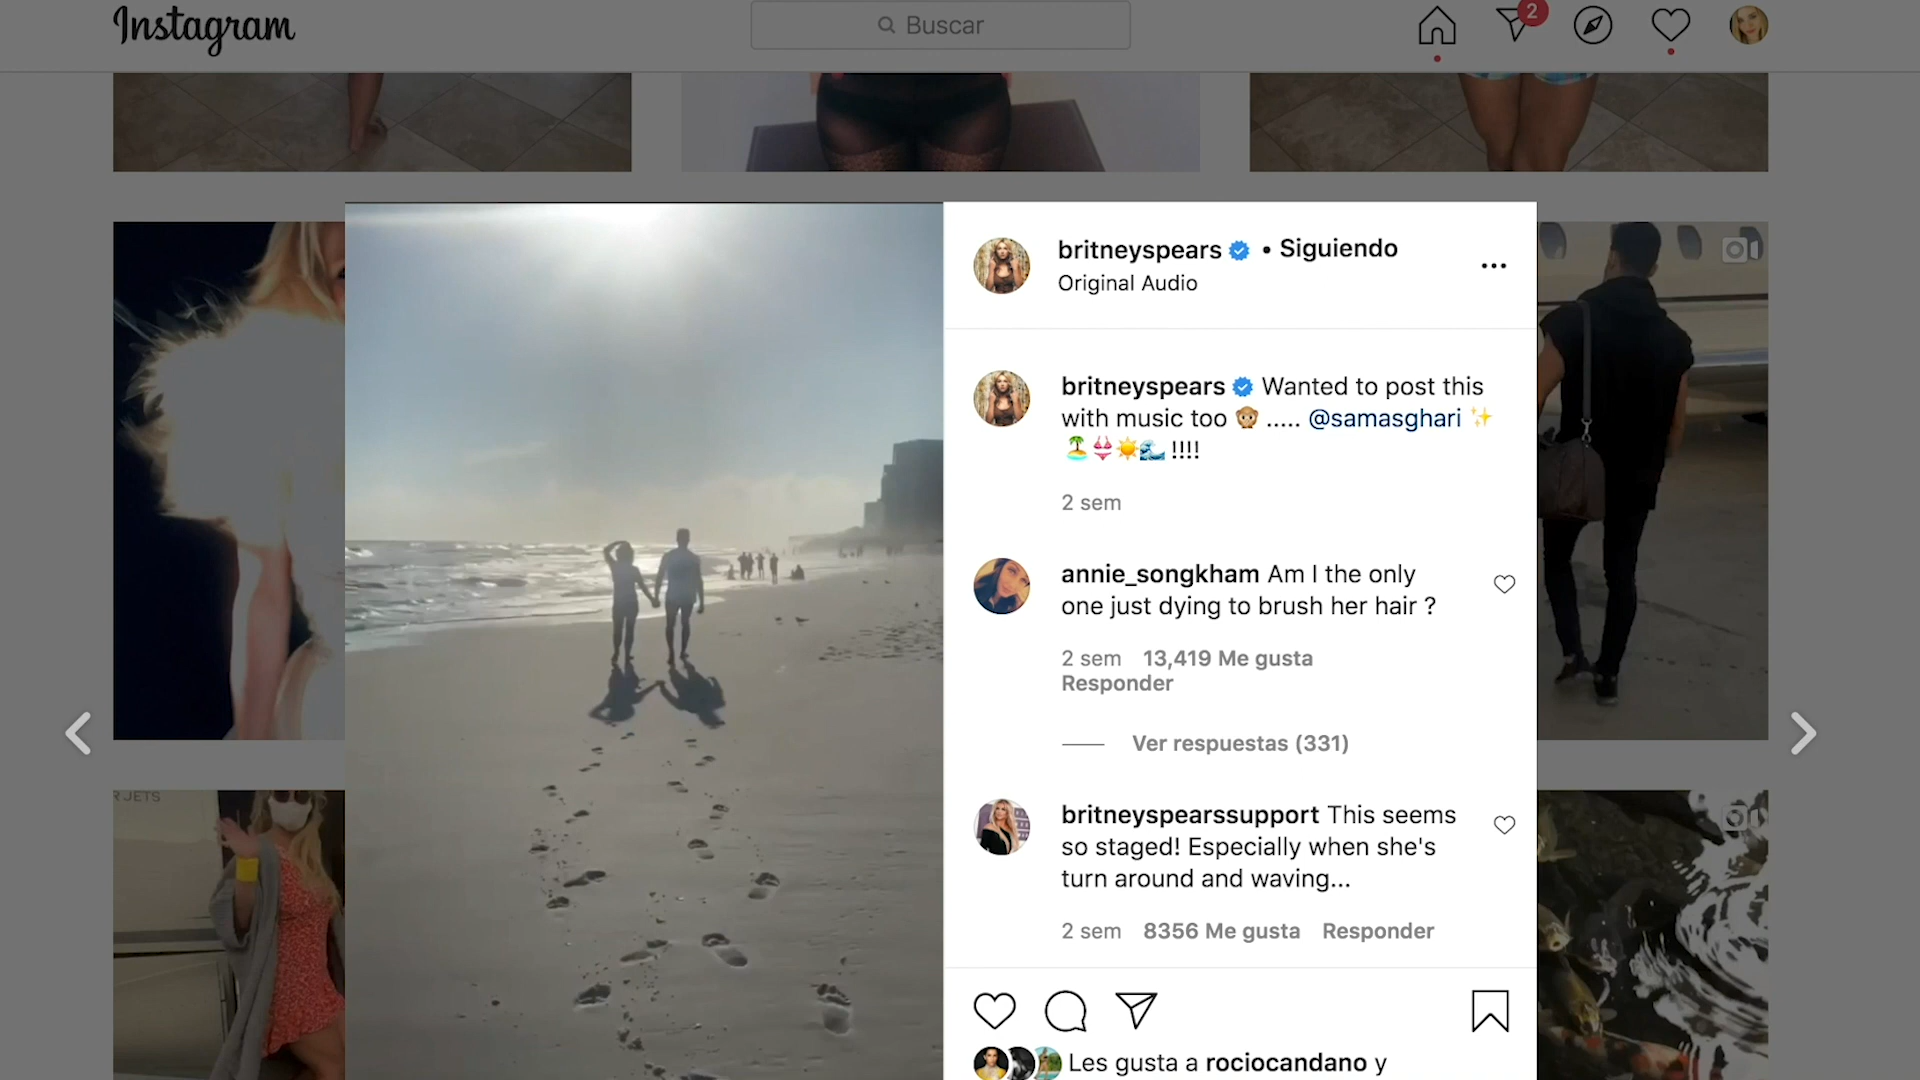 Instagram
Buscar
2
britneyspears • Siguiendo
Original Audio
britneyspears Wanted to post this
with music too 🙊 ..... @samasghari ✨
🏝️👙☀️🌊 !!!!
2 sem
annie_songkham Am I the only
one just dying to brush her hair ?
2 sem 13,419 Me gusta
Responder
Ver respuestas (331)
britneyspearssupport This seems
so staged! Especially when she's
turn around and waving...
2 sem 8356 Me gusta Responder
Les gusta a rociocandano y
R JETS